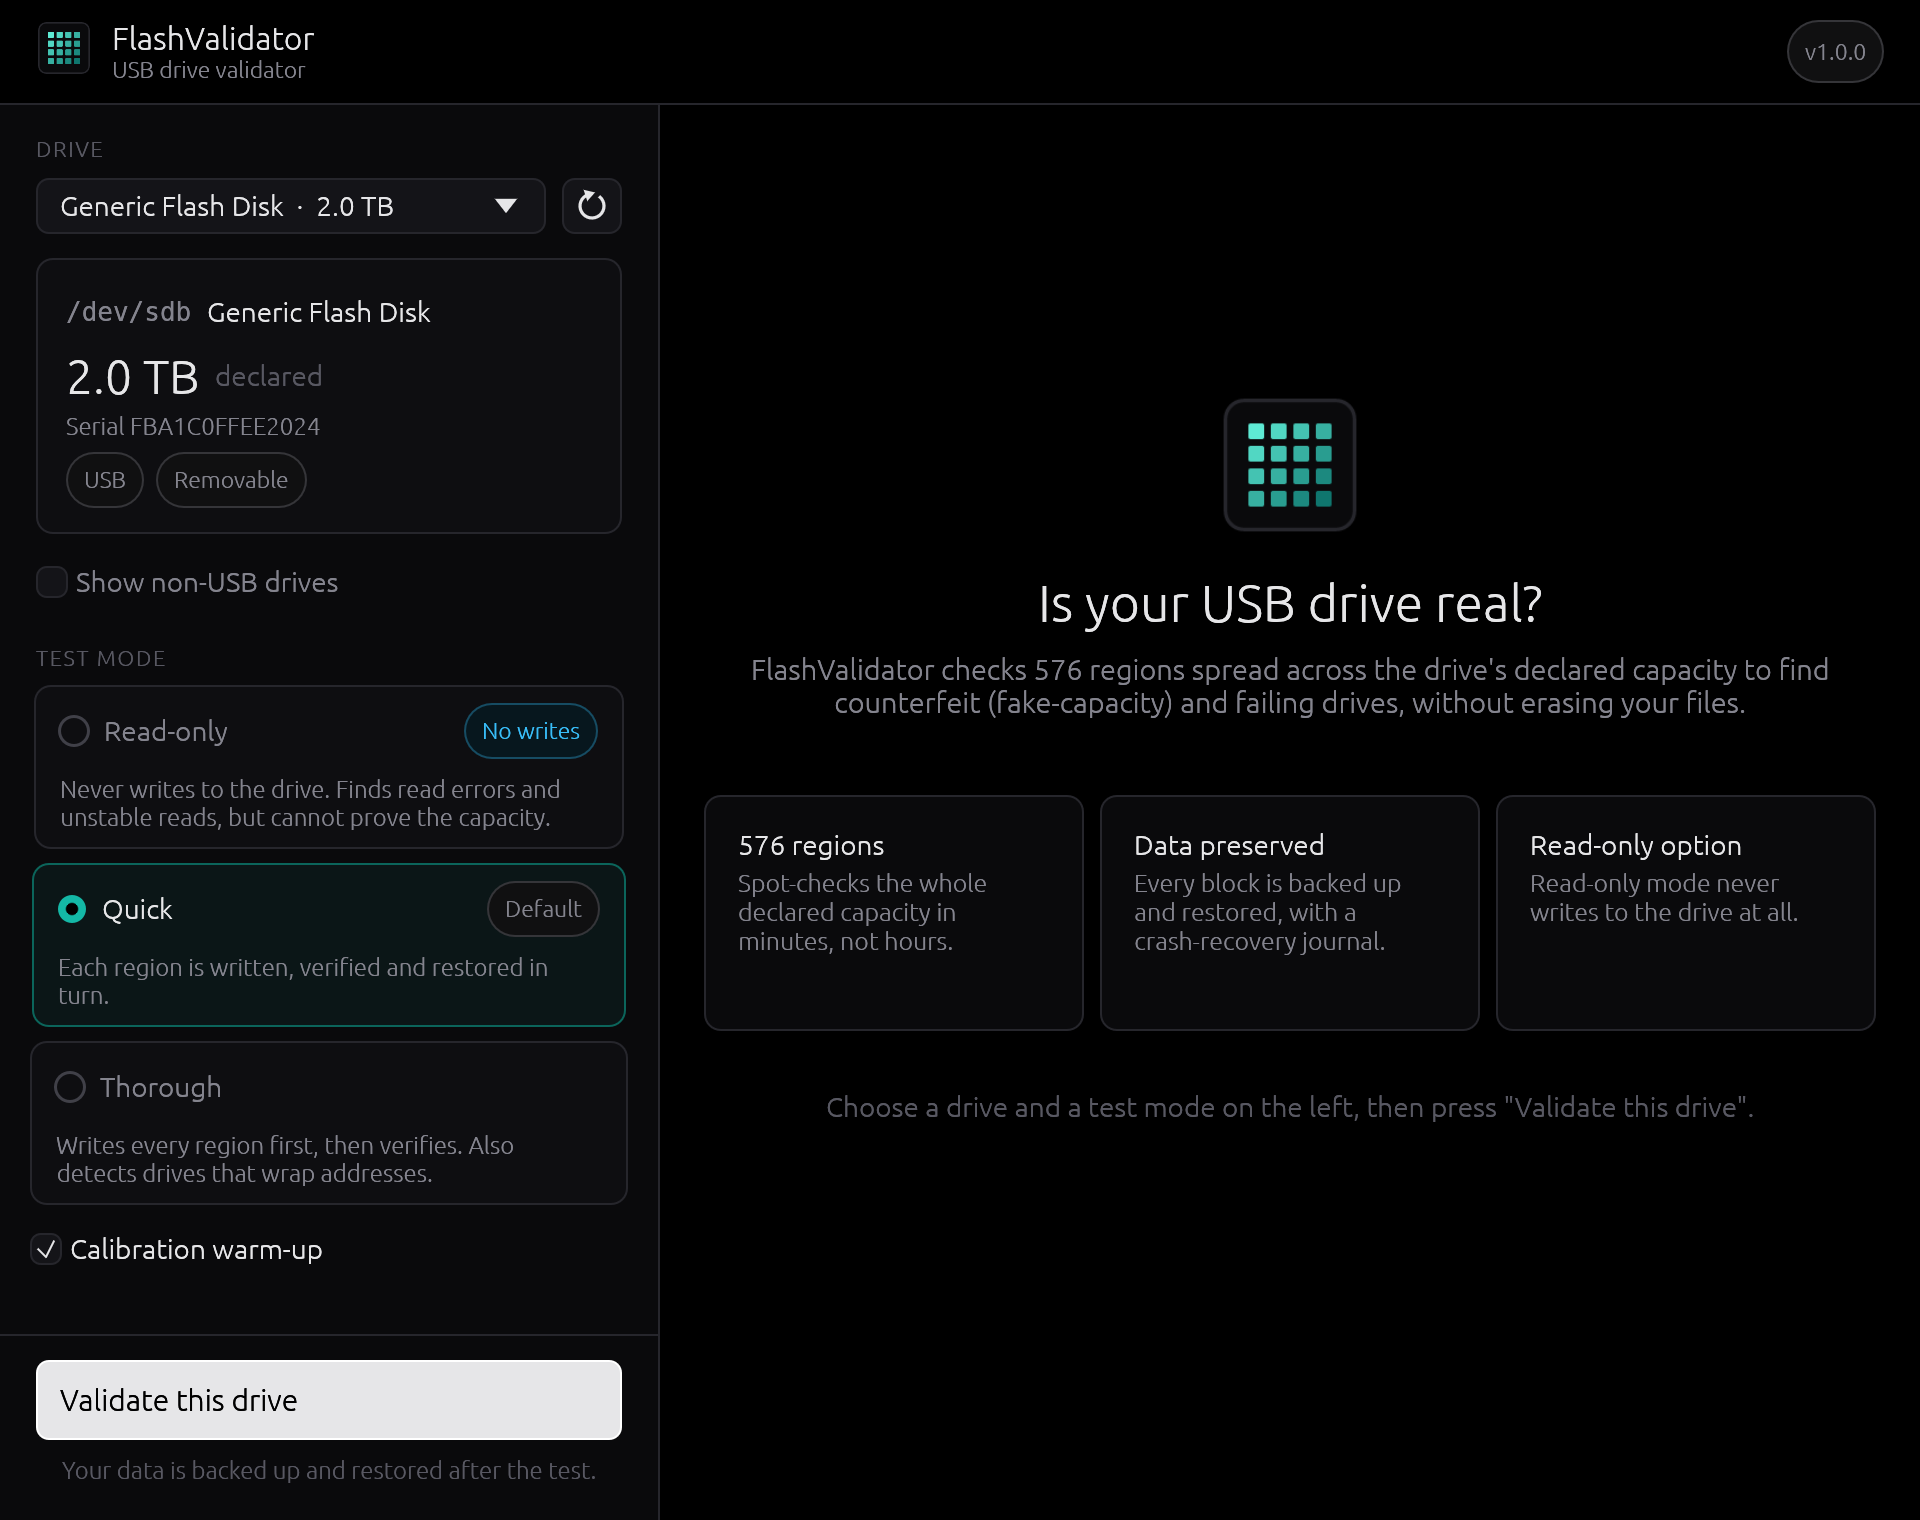 FlashValidator
USB drive validator
v1.0.0
DRIVE
Generic Flash Disk · 2.0 TB
/dev/sdb Generic Flash Disk
2.0 TB declared
Serial FBA1C0FFEE2024
USB
Removable
Show non-USB drives
TEST MODE
Read-only
No writes
Never writes to the drive. Finds read errors and
unstable reads, but cannot prove the capacity.
Quick
Default
Each region is written, verified and restored in
turn.
Thorough
Writes every region first, then verifies. Also
detects drives that wrap addresses.
Calibration warm-up
Validate this drive
Your data is backed up and restored after the test.
Is your USB drive real?
FlashValidator checks 576 regions spread across the drive's declared capacity to find
counterfeit (fake-capacity) and failing drives, without erasing your files.
576 regions
Spot-checks the whole
declared capacity in
minutes, not hours.
Data preserved
Every block is backed up
and restored, with a
crash-recovery journal.
Read-only option
Read-only mode never
writes to the drive at all.
Choose a drive and a test mode on the left, then press "Validate this drive".